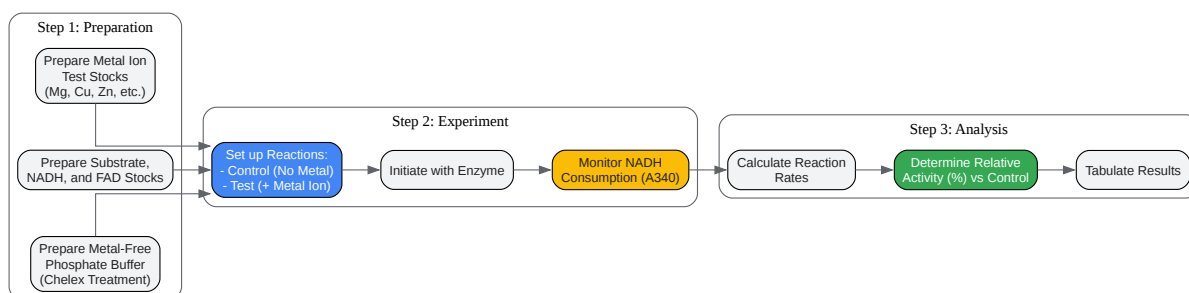 Step 1: Preparation
Prepare Metal Ion
Test Stocks
(Mg, Cu, Zn, etc.)
Prepare Substrate,
NADH, and FAD Stocks
Prepare Metal-Free
Phosphate Buffer
(Chelex Treatment)
Step 2: Experiment
Set up Reactions:
- Control (No Metal)
- Test (+ Metal Ion)
Initiate with Enzyme
Monitor NADH
Consumption (A340)
Step 3: Analysis
Calculate Reaction
Rates
Determine Relative
Activity (%) vs Control
Tabulate Results